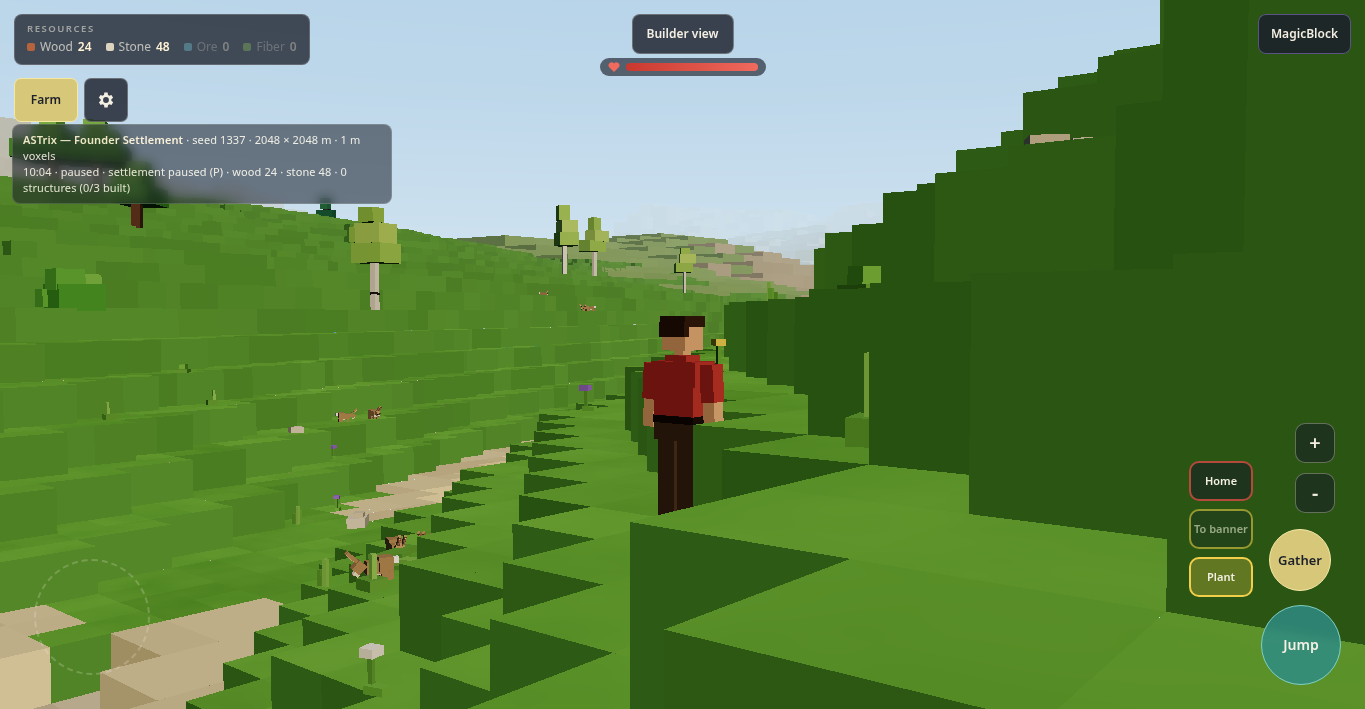 RESOURCES
Wood 24 Stone 48 Ore 0 Fiber 0
Builder view
MagicBlock
Farm
ASTrix — Founder Settlement · seed 1337 · 2048 × 2048 m · 1 m
voxels
10:04 · paused · settlement paused (P) · wood 24 · stone 48 · 0
structures (0/3 built)
+
Home
-
To banner
Gather
Plant
Jump